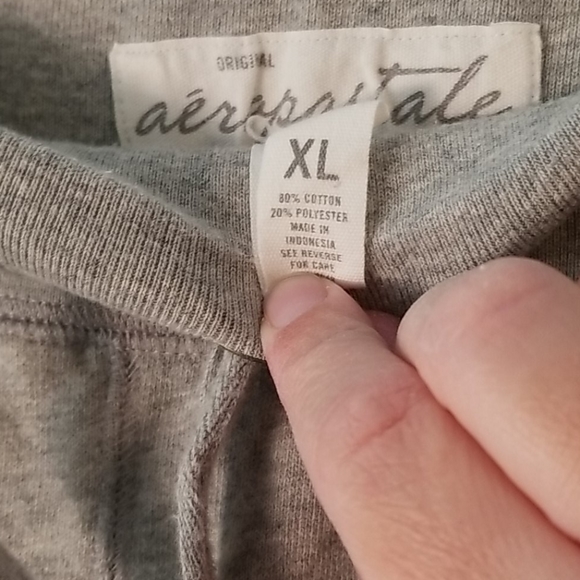 ORIGINAL
aéropostale
XL
80% COTTON
20% POLYESTER
MADE IN
INDONESIA
SEE REVERSE
FOR CARE